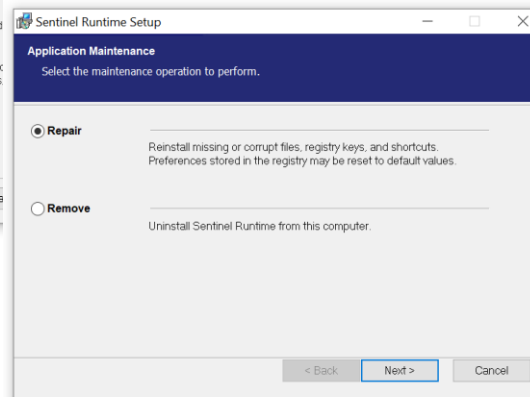 Sentinel Runtime Setup
Application Maintenance
Select the maintenance operation to perform.
Repair
Reinstall missing or corrupt files, registry keys, and shortcuts.
Preferences stored in the registry may be reset to default values.
Remove
Uninstall Sentinel Runtime from this computer.
< Back
Next >
Cancel